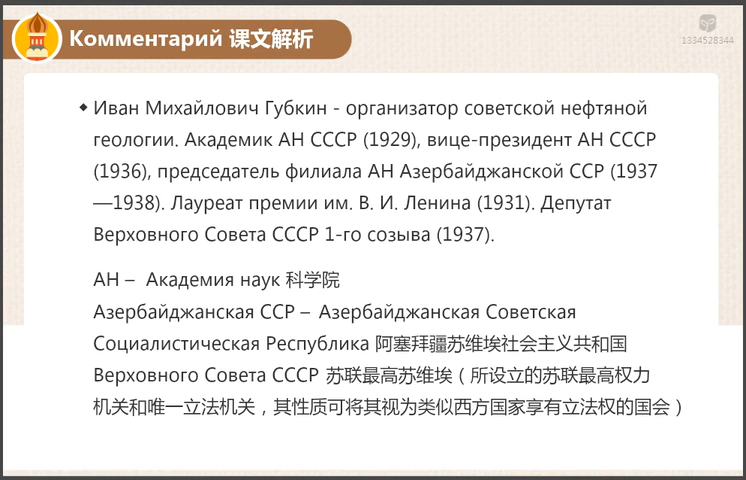 Комментарий 课文解析
1334528344
Иван Михайлович Губкин - организатор советской нефтяной
геологии. Академик АН СССР (1929), вице-президент АН СССР
(1936), председатель филиала АН Азербайджанской ССР (1937
—1938). Лауреат премии им. В. И. Ленина (1931). Депутат
Верховного Совета СССР 1-го созыва (1937).
АН – Академия наук 科学院
Азербайджанская ССР – Азербайджанская Советская
Социалистическая Республика 阿塞拜疆苏维埃社会主义共和国
Верховного Совета СССР 苏联最高苏维埃（所设立的苏联最高权力
机关和唯一立法机关，其性质可将其视为类似西方国家享有立法权的国会）